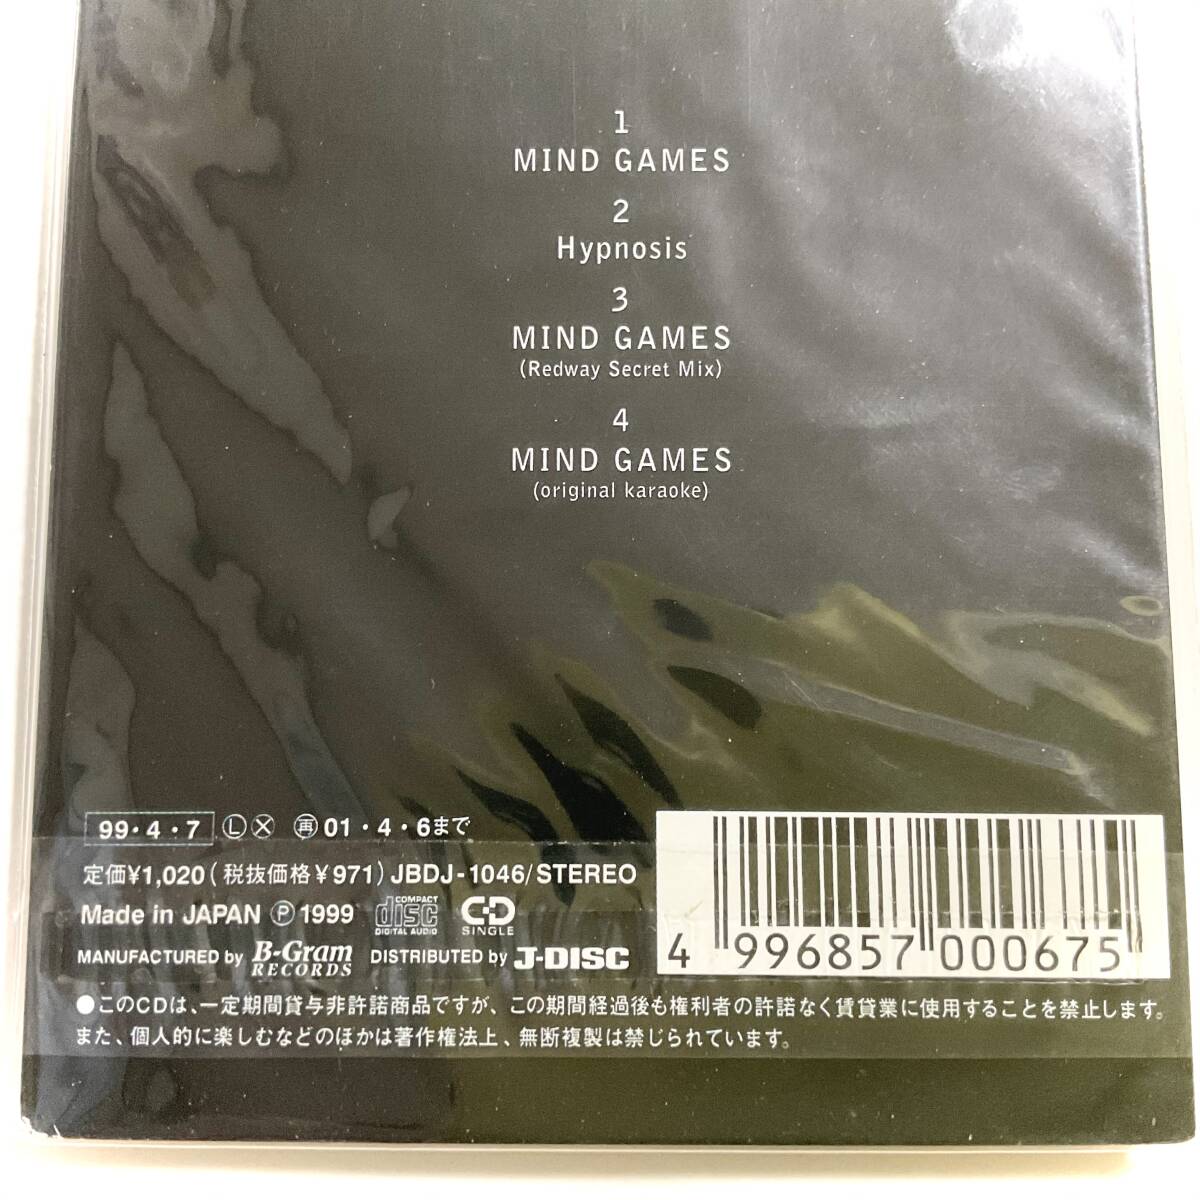 1
MIND GAMES
2
Hypnosis
3
MIND GAMES
(Redway Secret Mix)
4
MIND GAMES
(original karaoke)
99・4・7 Ⓛ Ⓧ ㊞01・4・6まで
定価¥1,020(税抜価格¥971) JBDJ-1046/STEREO
Made in JAPAN Ⓟ 1999 COMPACT disc DIGITAL AUDIO CD SINGLE
MANUFACTURED by B-Gram RECORDS DISTRIBUTED by J-DISC
4 996857 000675
●このCDは、一定期間貸与非許諾商品ですが、この期間経過後も権利者の許諾なく賃貸業に使用することを禁止します。
また、個人的に楽しむなどのほかは著作権法上、無断複製は禁じられています。